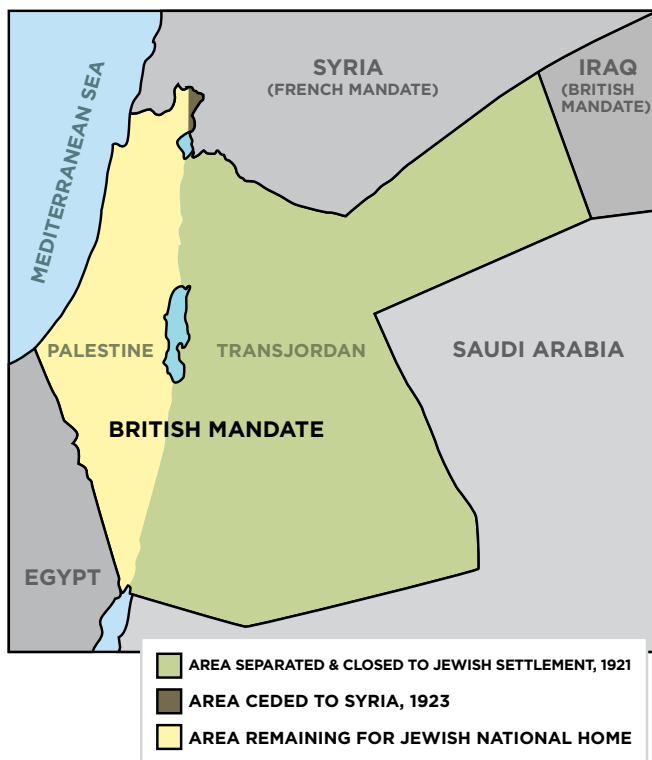 SYRIA
(FRENCH MANDATE)
IRAQ
(BRITISH
MANDATE)
MEDITERRANEAN SEA
PALESTINE
TRANSJORDAN
SAUDI ARABIA
BRITISH MANDATE
EGYPT
AREA SEPARATED & CLOSED TO JEWISH SETTLEMENT, 1921
AREA CEDED TO SYRIA, 1923
AREA REMAINING FOR JEWISH NATIONAL HOME